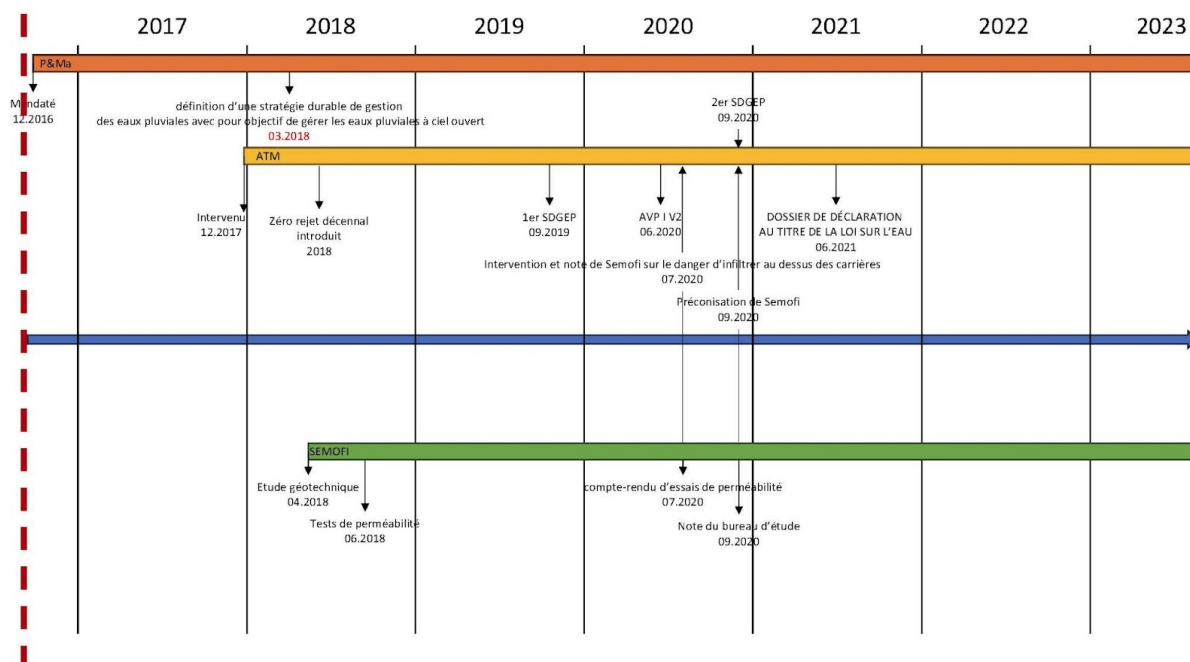 2017
2018
2019
2020
2021
2022
2023
P&Ma
Mandaté
12.2016
définition d'une stratégie durable de gestion
des eaux pluviales avec pour objectif de gérer les eaux pluviales à ciel ouvert
03.2018
2er SDGEP
09.2020
ATM
Intervenu
12.2017
Zéro rejet décennal
introduit
2018
1er SDGEP
09.2019
AVP I V2
06.2020
DOSSIER DE DÉCLARATION
AU TITRE DE LA LOI SUR L'EAU
06.2021
Intervention et note de Semofi sur le danger d'infiltrer au dessus des carrières
07.2020
Préconisation de Semofi
09.2020
SEMOFI
Etude géotechnique
04.2018
Tests de perméabilité
06.2018
compte-rendu d'essais de perméabilité
07.2020
Note du bureau d'étude
09.2020